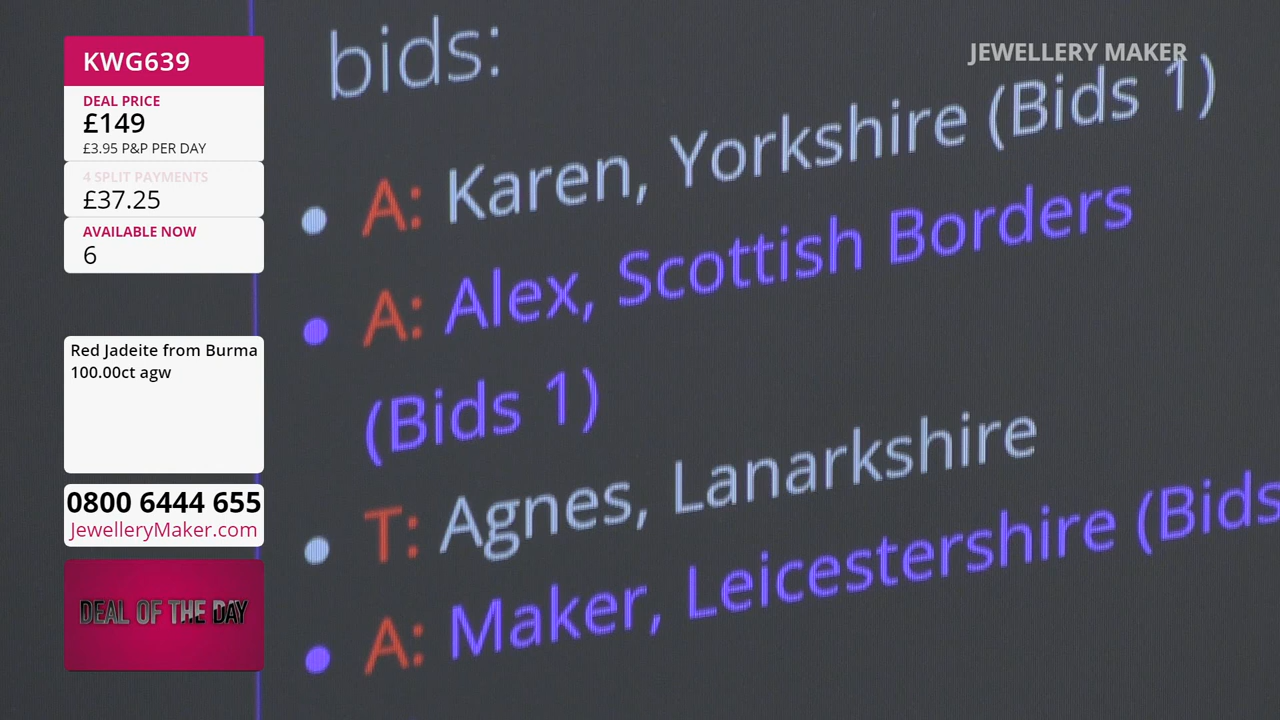 KWG639
DEAL PRICE
£149
£3.95 P&P PER DAY
4 SPLIT PAYMENTS
£37.25
AVAILABLE NOW
6
Red Jadeite from Burma
100.00ct agw
0800 6444 655
JewelleryMaker.com
DEAL OF THE DAY
JEWELLERY MAKER
bids:
• A: Karen, Yorkshire (Bids 1)
• A: Alex, Scottish Borders
(Bids 1)
• T: Agnes, Lanarkshire
• A: Maker, Leicestershire (Bids